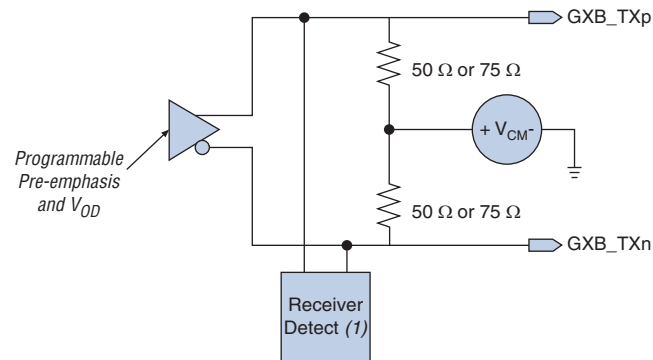 GXB_TXp
50 Ω or 75 Ω
+ VCM-
Programmable
Pre-emphasis
and VOD
50 Ω or 75 Ω
GXB_TXn
Receiver
Detect (1)